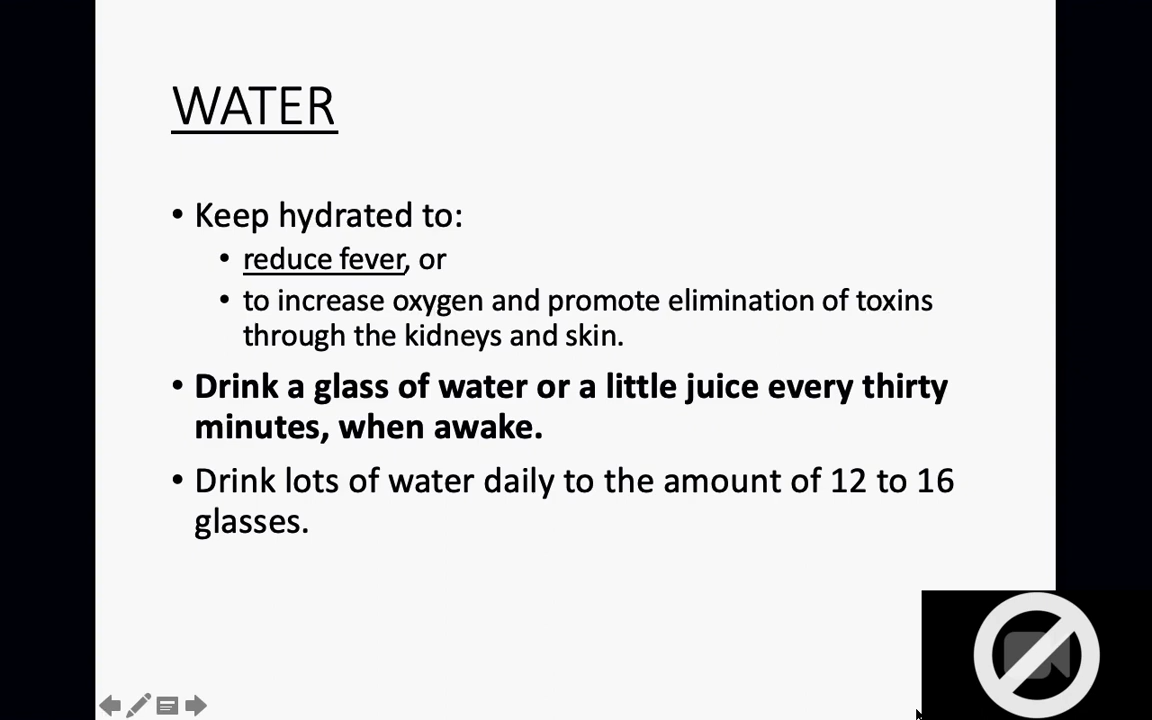 WATER
• Keep hydrated to:
• reduce fever, or
• to increase oxygen and promote elimination of toxins
through the kidneys and skin.
• Drink a glass of water or a little juice every thirty
minutes, when awake.
• Drink lots of water daily to the amount of 12 to 16
glasses.